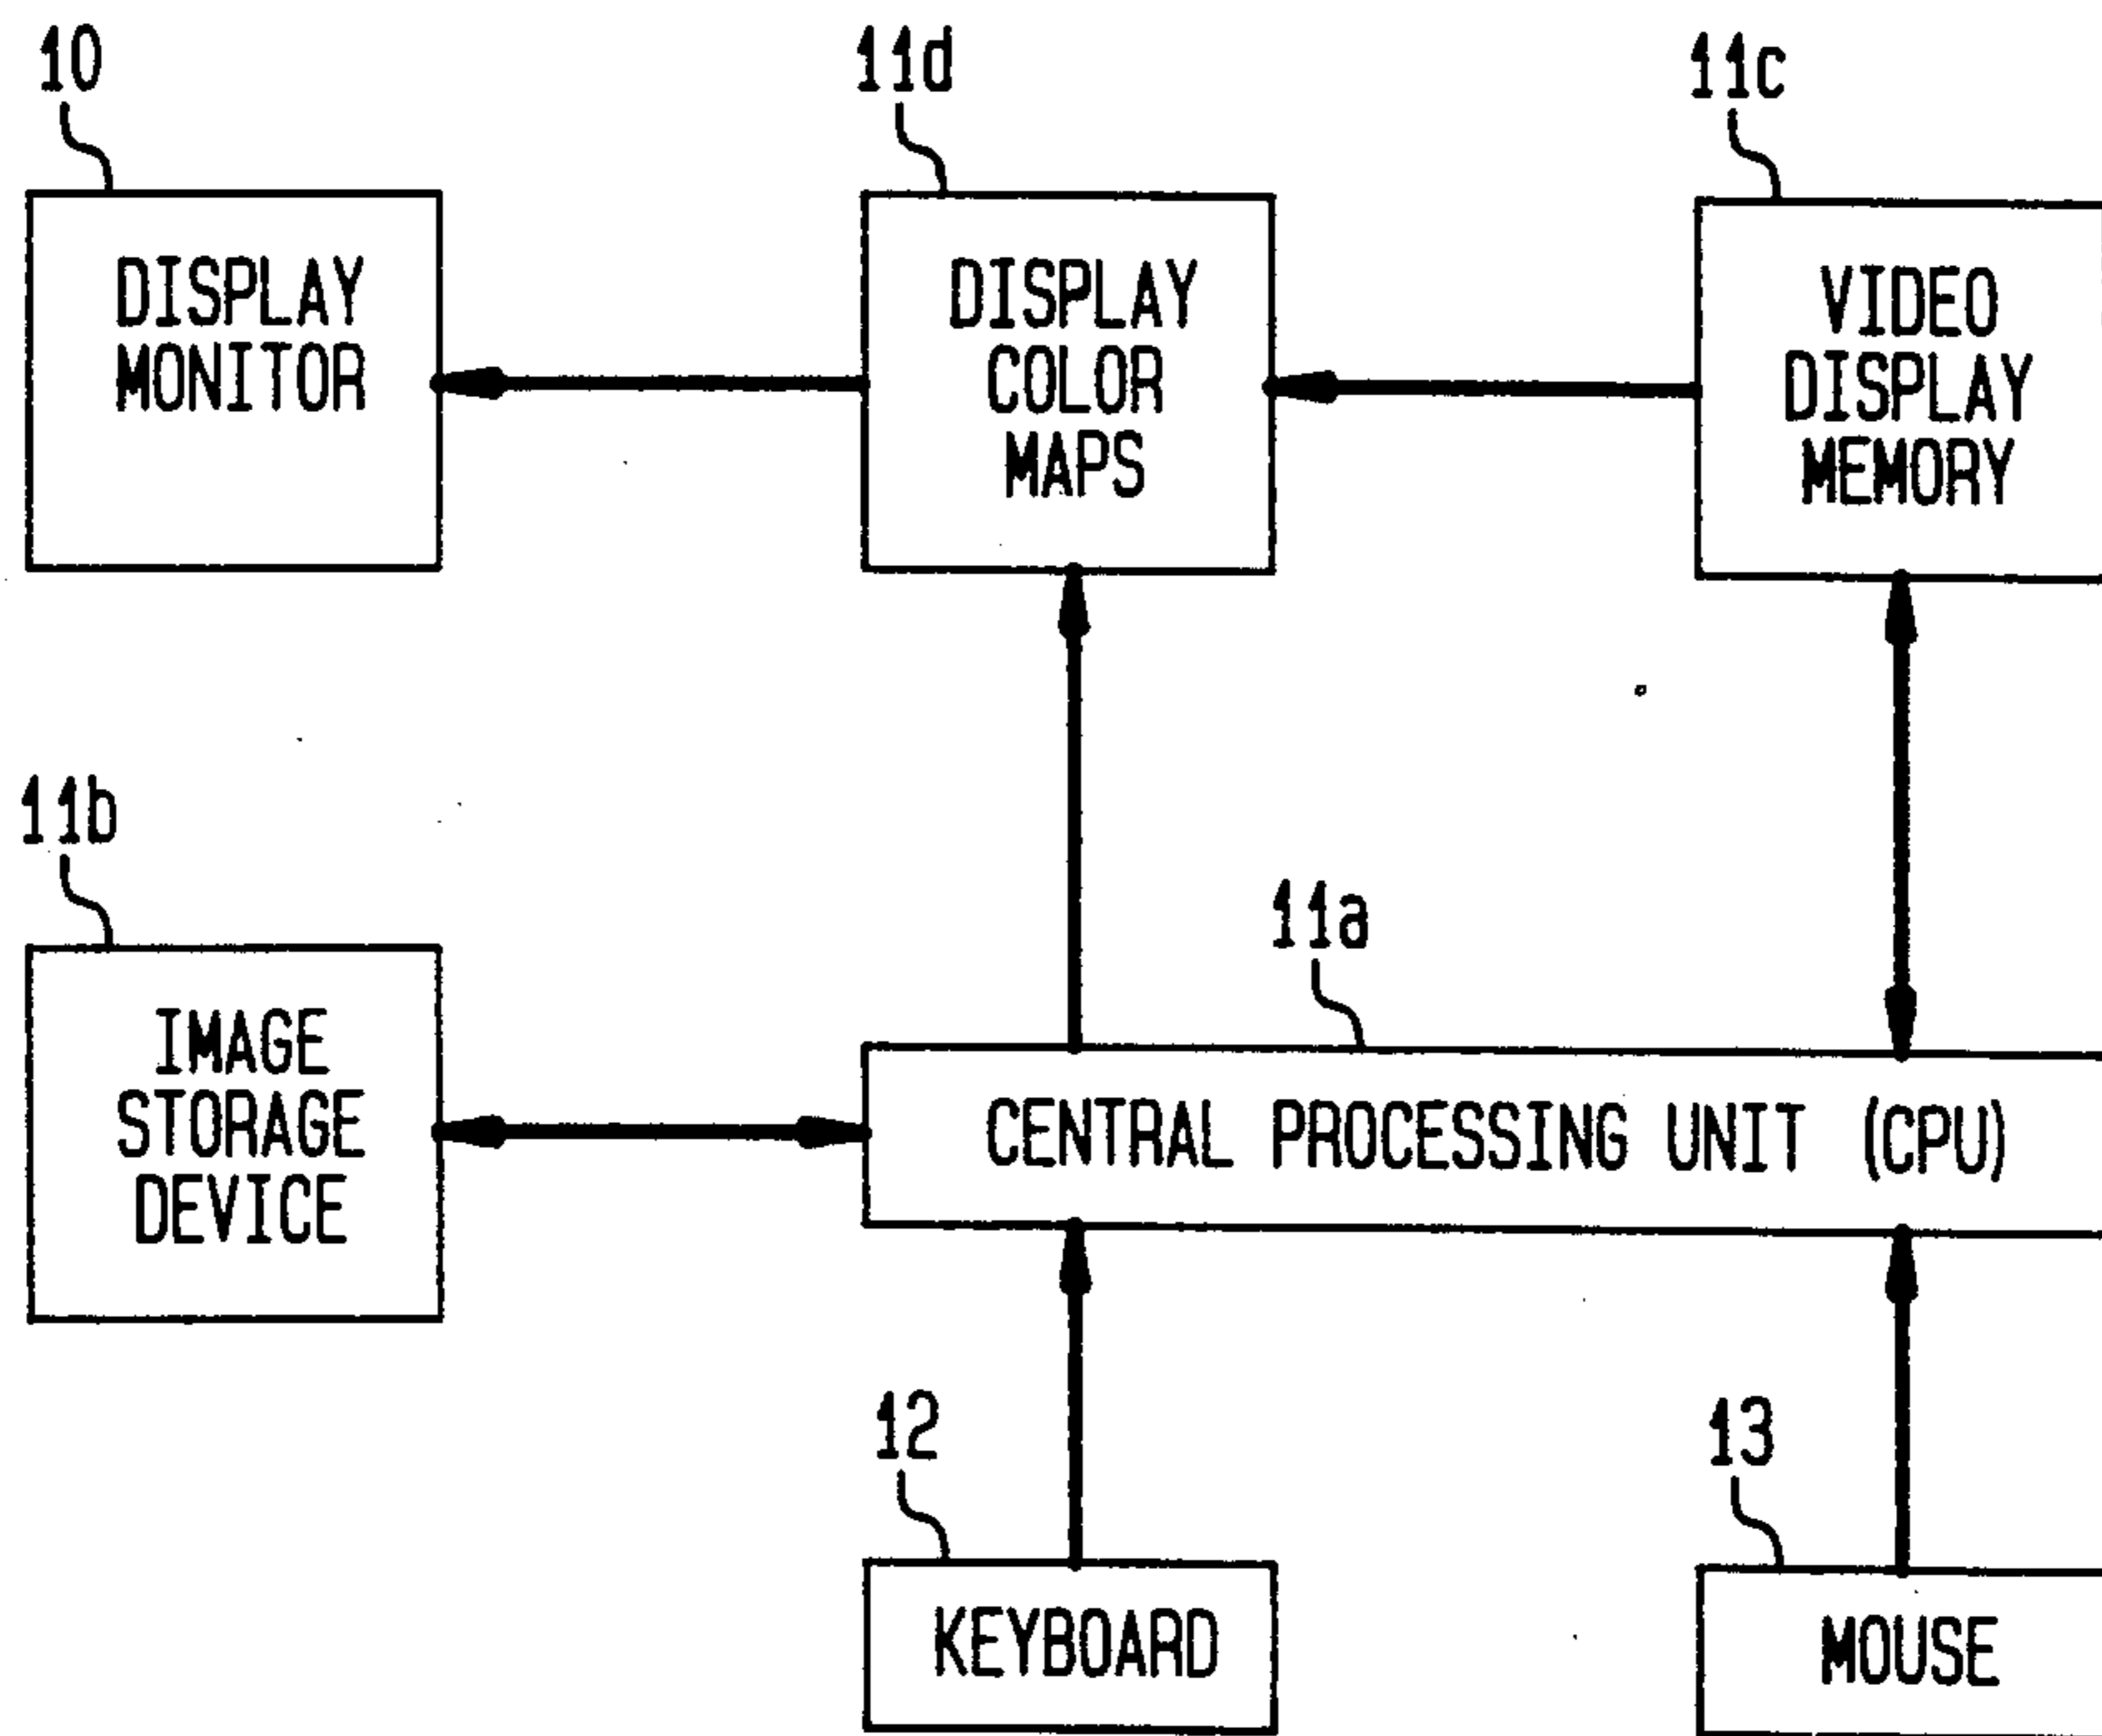 10
11d
11c
DISPLAY
MONITOR
DISPLAY
COLOR
MAPS
VIDEO
DISPLAY
MEMORY
11b
11a
IMAGE
STORAGE
DEVICE
CENTRAL PROCESSING UNIT (CPU)
12
13
KEYBOARD
MOUSE